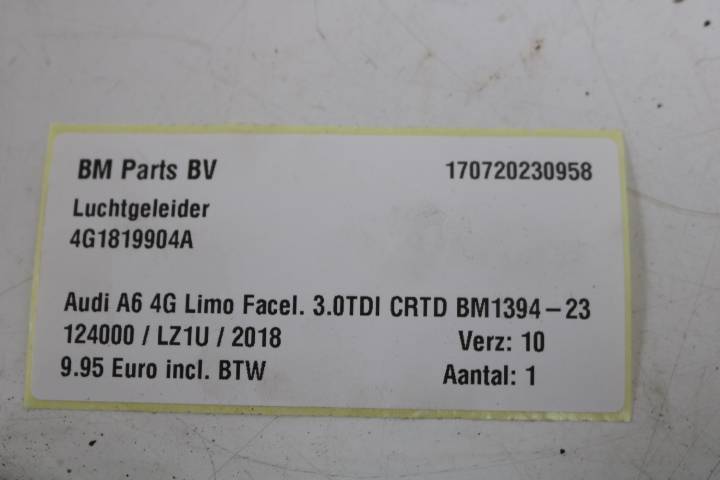 BM Parts BV 170720230958
Luchtgeleider
4G1819904A
Audi A6 4G Limo Facel. 3.0TDI CRTD BM1394-23
124000 / LZ1U / 2018 Verz: 10
9.95 Euro incl. BTW Aantal: 1